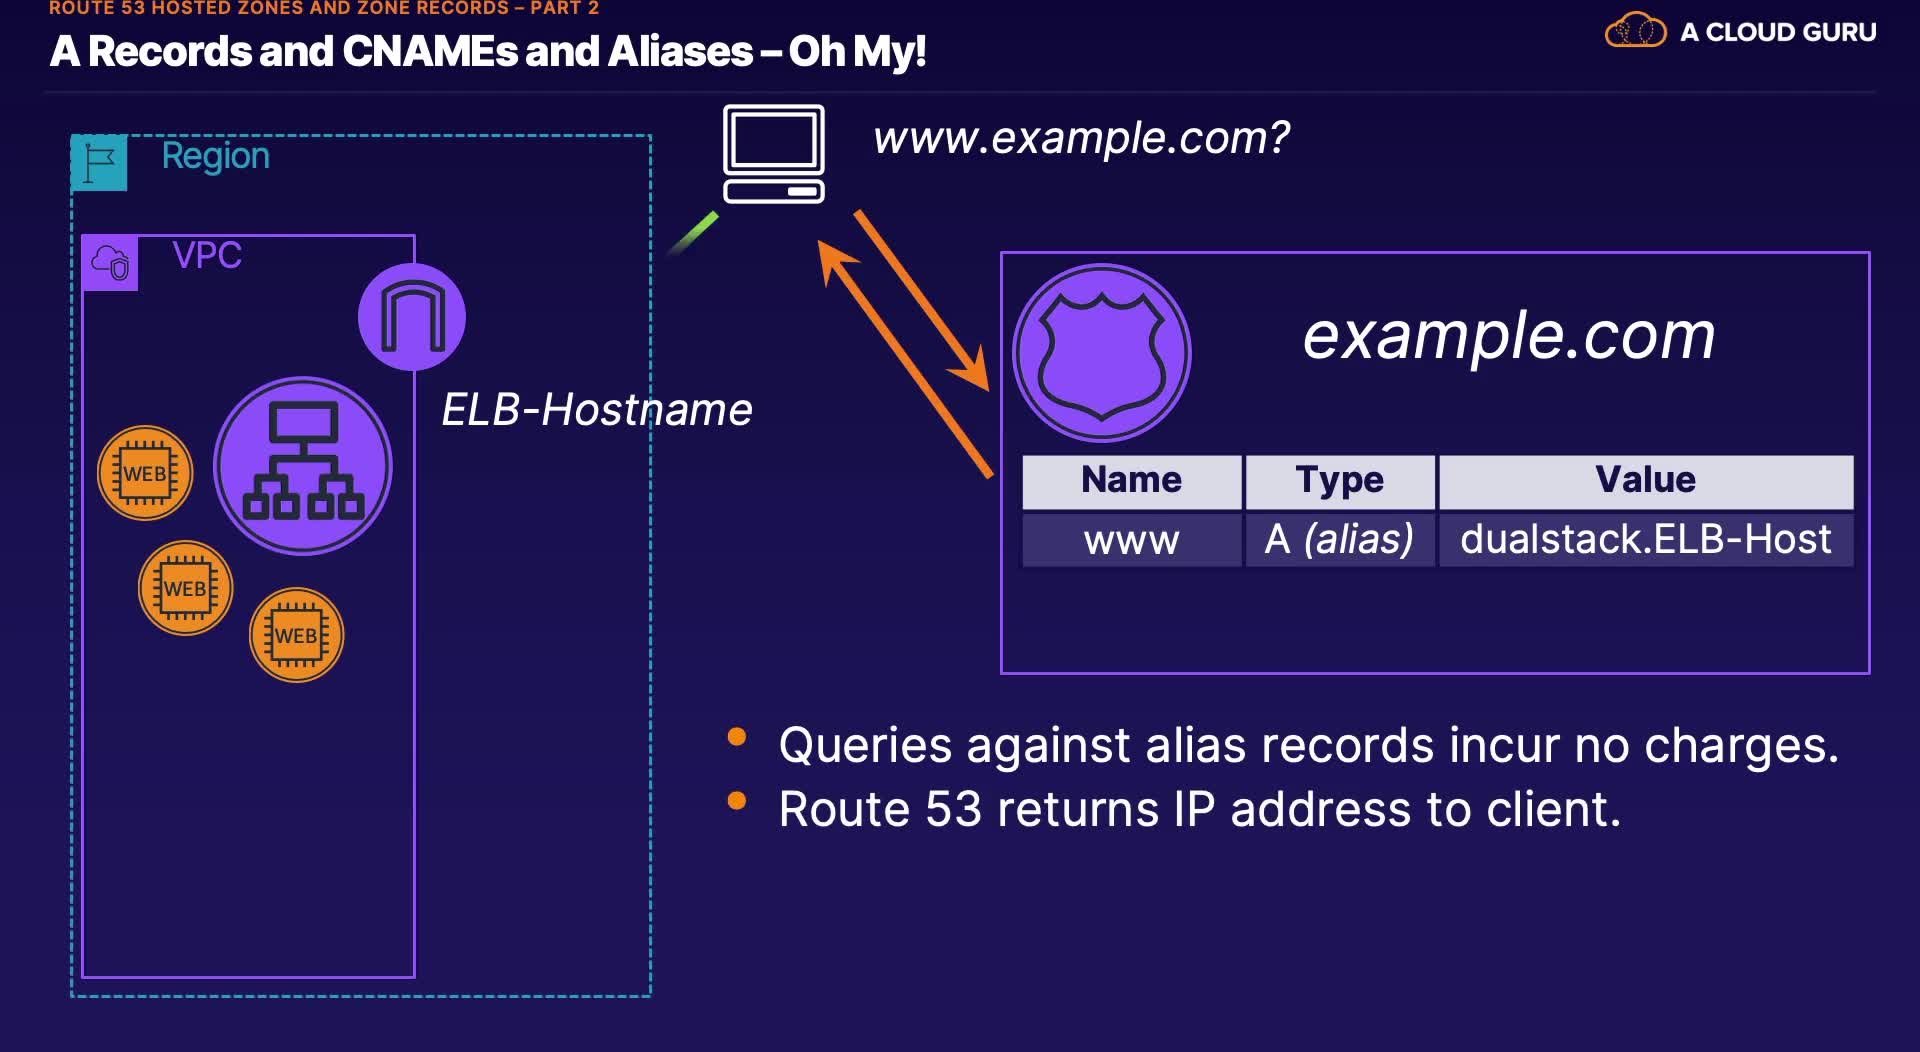 ROUTE 53 HOSTED ZONES AND ZONE RECORDS – PART 2
A Records and CNAMEs and Aliases – Oh My!
A CLOUD GURU
Region
www.example.com?
VPC
example.com
ELB-Hostname
WEB
WEB
WEB
Name Type Value
www A (alias) dualstack.ELB-Host
Queries against alias records incur no charges.
Route 53 returns IP address to client.